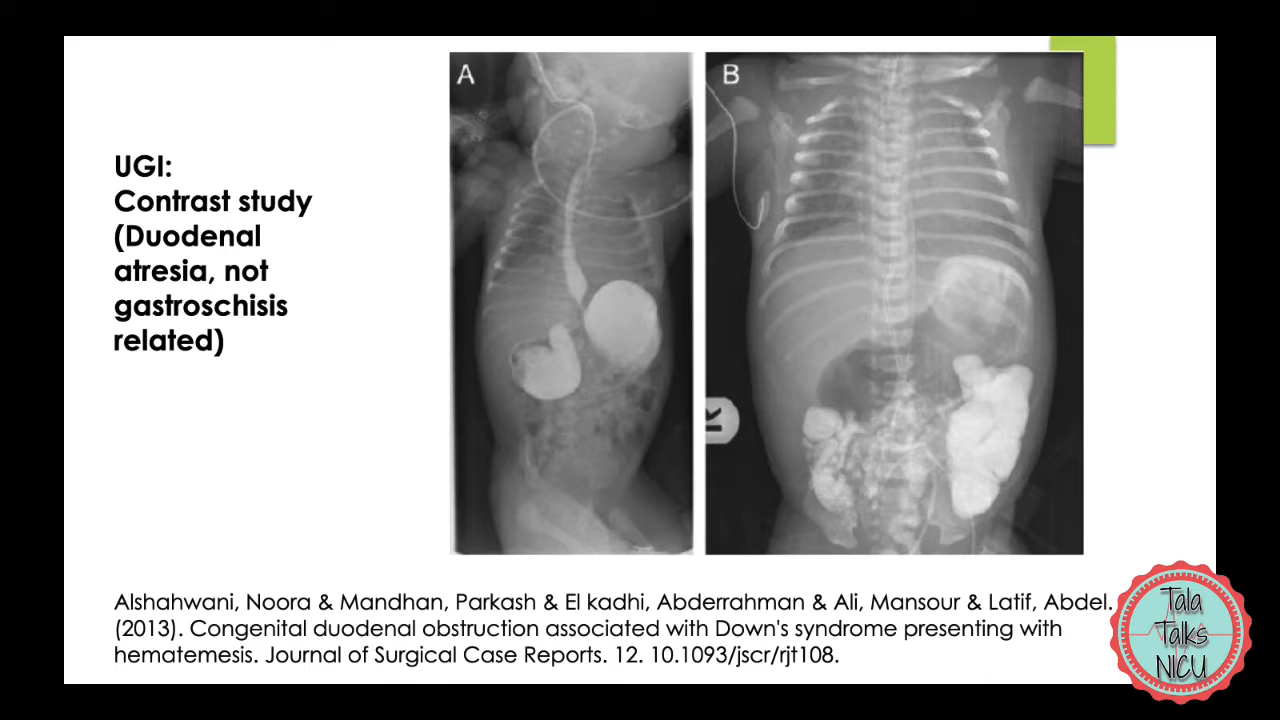 UGI:
Contrast study
(Duodenal
atresia, not
gastroschisis
related)
A
B
Alshahwani, Noora & Mandhan, Parkash & El kadhi, Abderrahman & Ali, Mansour & Latif, Abdel.
(2013). Congenital duodenal obstruction associated with Down's syndrome presenting with
hematemesis. Journal of Surgical Case Reports. 12. 10.1093/jscr/rjt108.
Tala
Talks
NICU